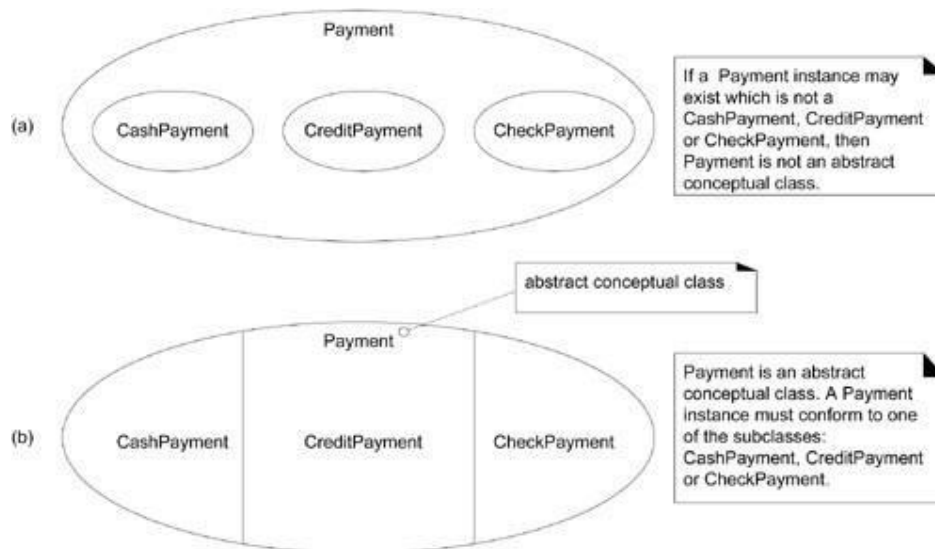 Payment
(a)
CashPayment
CreditPayment
CheckPayment
If a Payment instance may
exist which is not a
CashPayment, CreditPayment
or CheckPayment, then
Payment is not an abstract
conceptual class.
abstract conceptual class
Payment
(b)
CashPayment
CreditPayment
CheckPayment
Payment is an abstract
conceptual class. A Payment
instance must conform to one
of the subclasses:
CashPayment, CreditPayment
or CheckPayment.